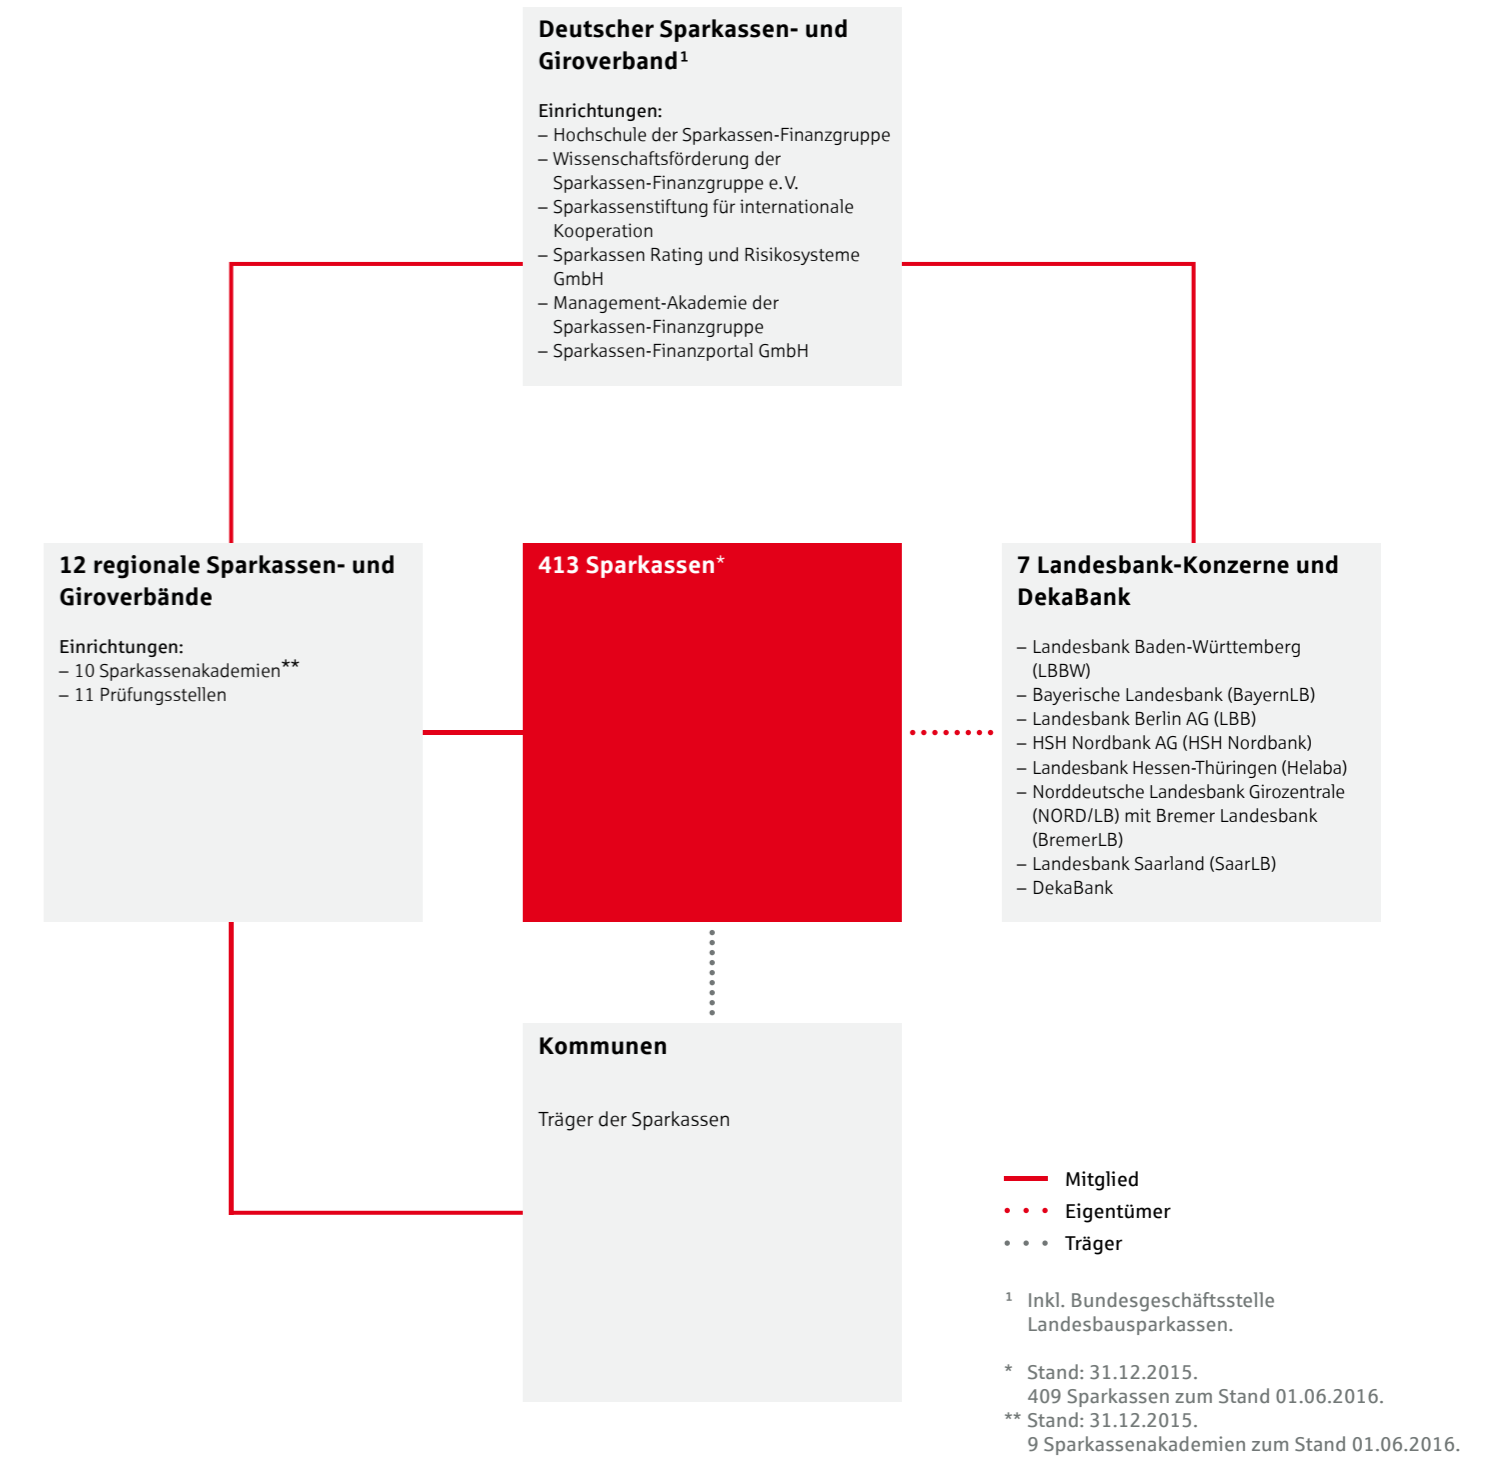 Deutscher Sparkassen- und
Giroverband¹
Einrichtungen:
– Hochschule der Sparkassen-Finanzgruppe
– Wissenschaftsförderung der
Sparkassen-Finanzgruppe e.V.
– Sparkassenstiftung für internationale
Kooperation
– Sparkassen Rating und Risikosysteme
GmbH
– Management-Akademie der
Sparkassen-Finanzgruppe
– Sparkassen-Finanzportal GmbH
12 regionale Sparkassen- und
Giroverbände
Einrichtungen:
– 10 Sparkassenakademien**
– 11 Prüfungsstellen
413 Sparkassen*
7 Landesbank-Konzerne und
DekaBank
– Landesbank Baden-Württemberg
(LBBW)
– Bayerische Landesbank (BayernLB)
– Landesbank Berlin AG (LBB)
– HSH Nordbank AG (HSH Nordbank)
– Landesbank Hessen-Thüringen (Helaba)
– Norddeutsche Landesbank Girozentrale
(NORD/LB) mit Bremer Landesbank
(BremerLB)
– Landesbank Saarland (SaarLB)
– DekaBank
Kommunen
Träger der Sparkassen
Mitglied
Eigentümer
Träger
¹ Inkl. Bundesgeschäftsstelle
Landesbausparkassen.
* Stand: 31.12.2015.
409 Sparkassen zum Stand 01.06.2016.
** Stand: 31.12.2015.
9 Sparkassenakademien zum Stand 01.06.2016.